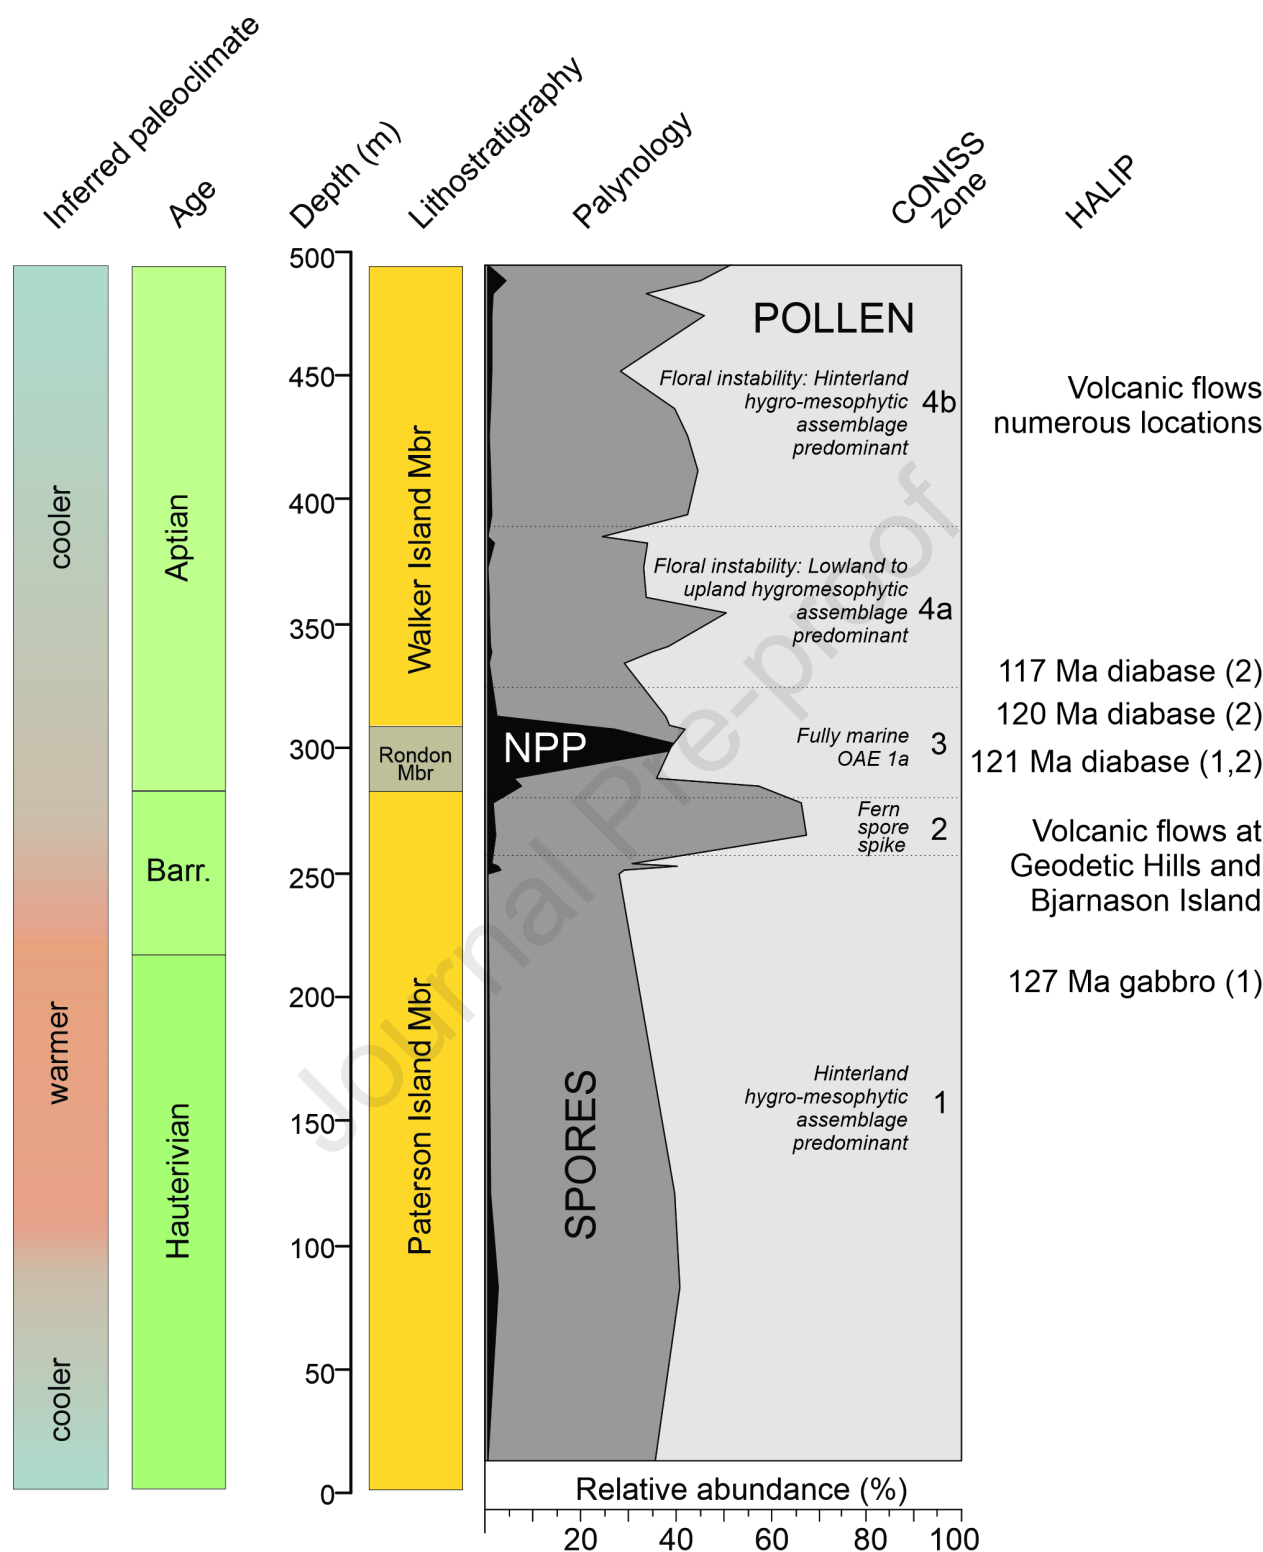 Inferred paleoclimate
Age
Depth (m)
Lithostratigraphy
Palynology
CONISS
zone
HALIP
500
450
400
350
300
250
200
150
100
50
0
cooler
warmer
cooler
Aptian
Barr.
Hauterivian
Walker Island Mbr
Rondon
Mbr
Paterson Island Mbr
POLLEN
Floral instability: Hinterland
hygro-mesophytic
assemblage
predominant
4b
Floral instability: Lowland to
upland hygromesophytic
assemblage
predominant
4a
NPP
Fully marine
OAE 1a
3
Fern
spore
spike
2
SPORES
Hinterland
hygro-mesophytic
assemblage
predominant
1
Volcanic flows
numerous locations
117 Ma diabase (2)
120 Ma diabase (2)
121 Ma diabase (1,2)
Volcanic flows at
Geodetic Hills and
Bjarnason Island
127 Ma gabbro (1)
Relative abundance (%)
20 40 60 80 100
Journal Pre-proof